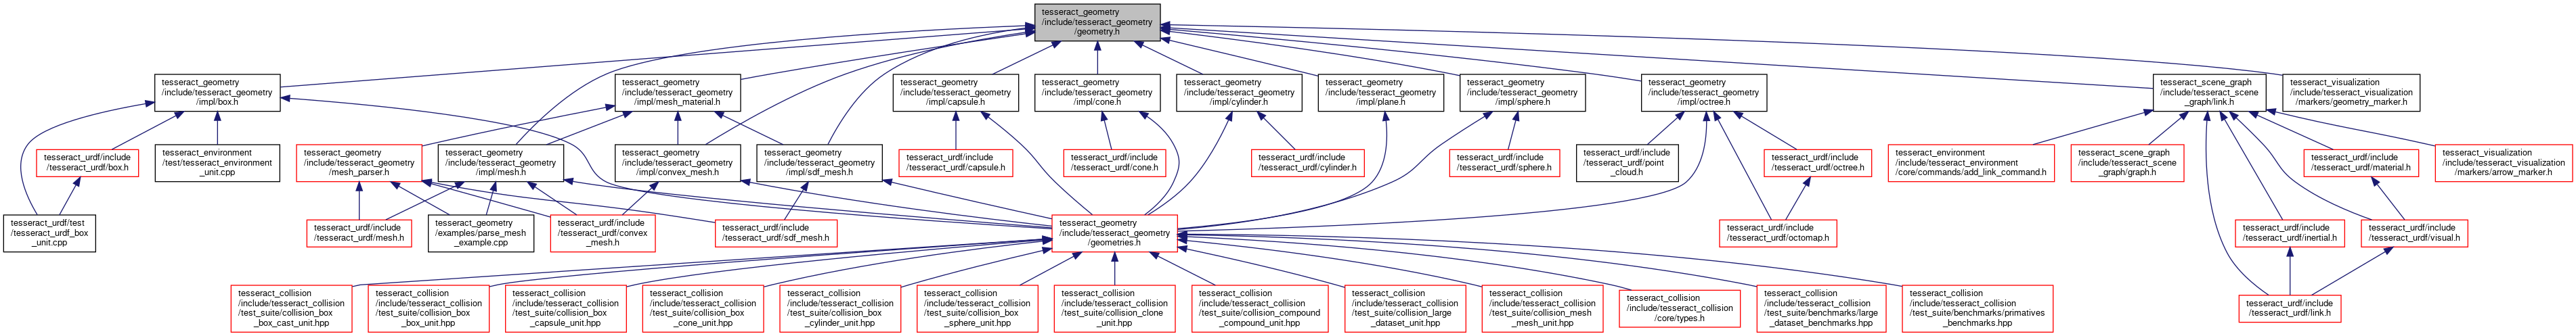 tesseract_geometry
/include/tesseract_geometry
/geometry.h
tesseract_geometry
/include/tesseract_geometry
/impl/box.h
tesseract_geometry
/include/tesseract_geometry
/impl/mesh_material.h
tesseract_geometry
/include/tesseract_geometry
/impl/capsule.h
tesseract_geometry
/include/tesseract_geometry
/impl/cone.h
tesseract_geometry
/include/tesseract_geometry
/impl/cylinder.h
tesseract_geometry
/include/tesseract_geometry
/impl/plane.h
tesseract_geometry
/include/tesseract_geometry
/impl/sphere.h
tesseract_geometry
/include/tesseract_geometry
/impl/octree.h
tesseract_scene_graph
/include/tesseract_scene
_graph/link.h
tesseract_visualization
/include/tesseract_visualization
/markers/geometry_marker.h
tesseract_urdf/include
/tesseract_urdf/box.h
tesseract_environment
/test/tesseract_environment
_unit.cpp
tesseract_geometry
/include/tesseract_geometry
/mesh_parser.h
tesseract_geometry
/include/tesseract_geometry
/impl/mesh.h
tesseract_geometry
/include/tesseract_geometry
/impl/convex_mesh.h
tesseract_geometry
/include/tesseract_geometry
/impl/sdf_mesh.h
tesseract_urdf/include
/tesseract_urdf/capsule.h
tesseract_urdf/include
/tesseract_urdf/cone.h
tesseract_urdf/include
/tesseract_urdf/cylinder.h
tesseract_urdf/include
/tesseract_urdf/sphere.h
tesseract_urdf/include
/tesseract_urdf/point
_cloud.h
tesseract_urdf/include
/tesseract_urdf/octree.h
tesseract_environment
/include/tesseract_environment
/core/commands/add_link_command.h
tesseract_scene_graph
/include/tesseract_scene
_graph/graph.h
tesseract_urdf/include
/tesseract_urdf/material.h
tesseract_visualization
/include/tesseract_visualization
/markers/arrow_marker.h
tesseract_urdf/test
/tesseract_urdf_box
_unit.cpp
tesseract_urdf/include
/tesseract_urdf/mesh.h
tesseract_geometry
/examples/parse_mesh
_example.cpp
tesseract_urdf/include
/tesseract_urdf/convex
_mesh.h
tesseract_urdf/include
/tesseract_urdf/sdf_mesh.h
tesseract_geometry
/include/tesseract_geometry
/geometries.h
tesseract_urdf/include
/tesseract_urdf/octomap.h
tesseract_urdf/include
/tesseract_urdf/inertial.h
tesseract_urdf/include
/tesseract_urdf/visual.h
tesseract_collision
/include/tesseract_collision
/test_suite/collision_box
_box_cast_unit.hpp
tesseract_collision
/include/tesseract_collision
/test_suite/collision_box
_box_unit.hpp
tesseract_collision
/include/tesseract_collision
/test_suite/collision_box
_capsule_unit.hpp
tesseract_collision
/include/tesseract_collision
/test_suite/collision_box
_cone_unit.hpp
tesseract_collision
/include/tesseract_collision
/test_suite/collision_box
_cylinder_unit.hpp
tesseract_collision
/include/tesseract_collision
/test_suite/collision_box
_sphere_unit.hpp
tesseract_collision
/include/tesseract_collision
/test_suite/collision_clone
_unit.hpp
tesseract_collision
/include/tesseract_collision
/test_suite/collision_compound
_compound_unit.hpp
tesseract_collision
/include/tesseract_collision
/test_suite/collision_large
_dataset_unit.hpp
tesseract_collision
/include/tesseract_collision
/test_suite/collision_mesh
_mesh_unit.hpp
tesseract_collision
/include/tesseract_collision
/core/types.h
tesseract_collision
/include/tesseract_collision
/test_suite/benchmarks/large
_dataset_benchmarks.hpp
tesseract_collision
/include/tesseract_collision
/test_suite/benchmarks/primatives
_benchmarks.hpp
tesseract_urdf/include
/tesseract_urdf/link.h